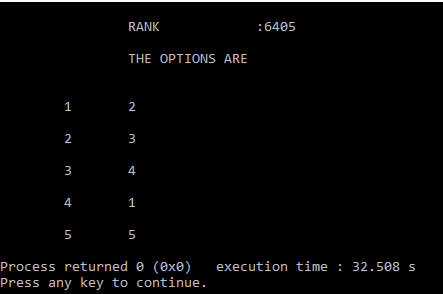 RANK :6405
THE OPTIONS ARE
1 2
2 3
3 4
4 1
5 5
Process returned 0 (0x0) execution time : 32.508 s
Press any key to continue.